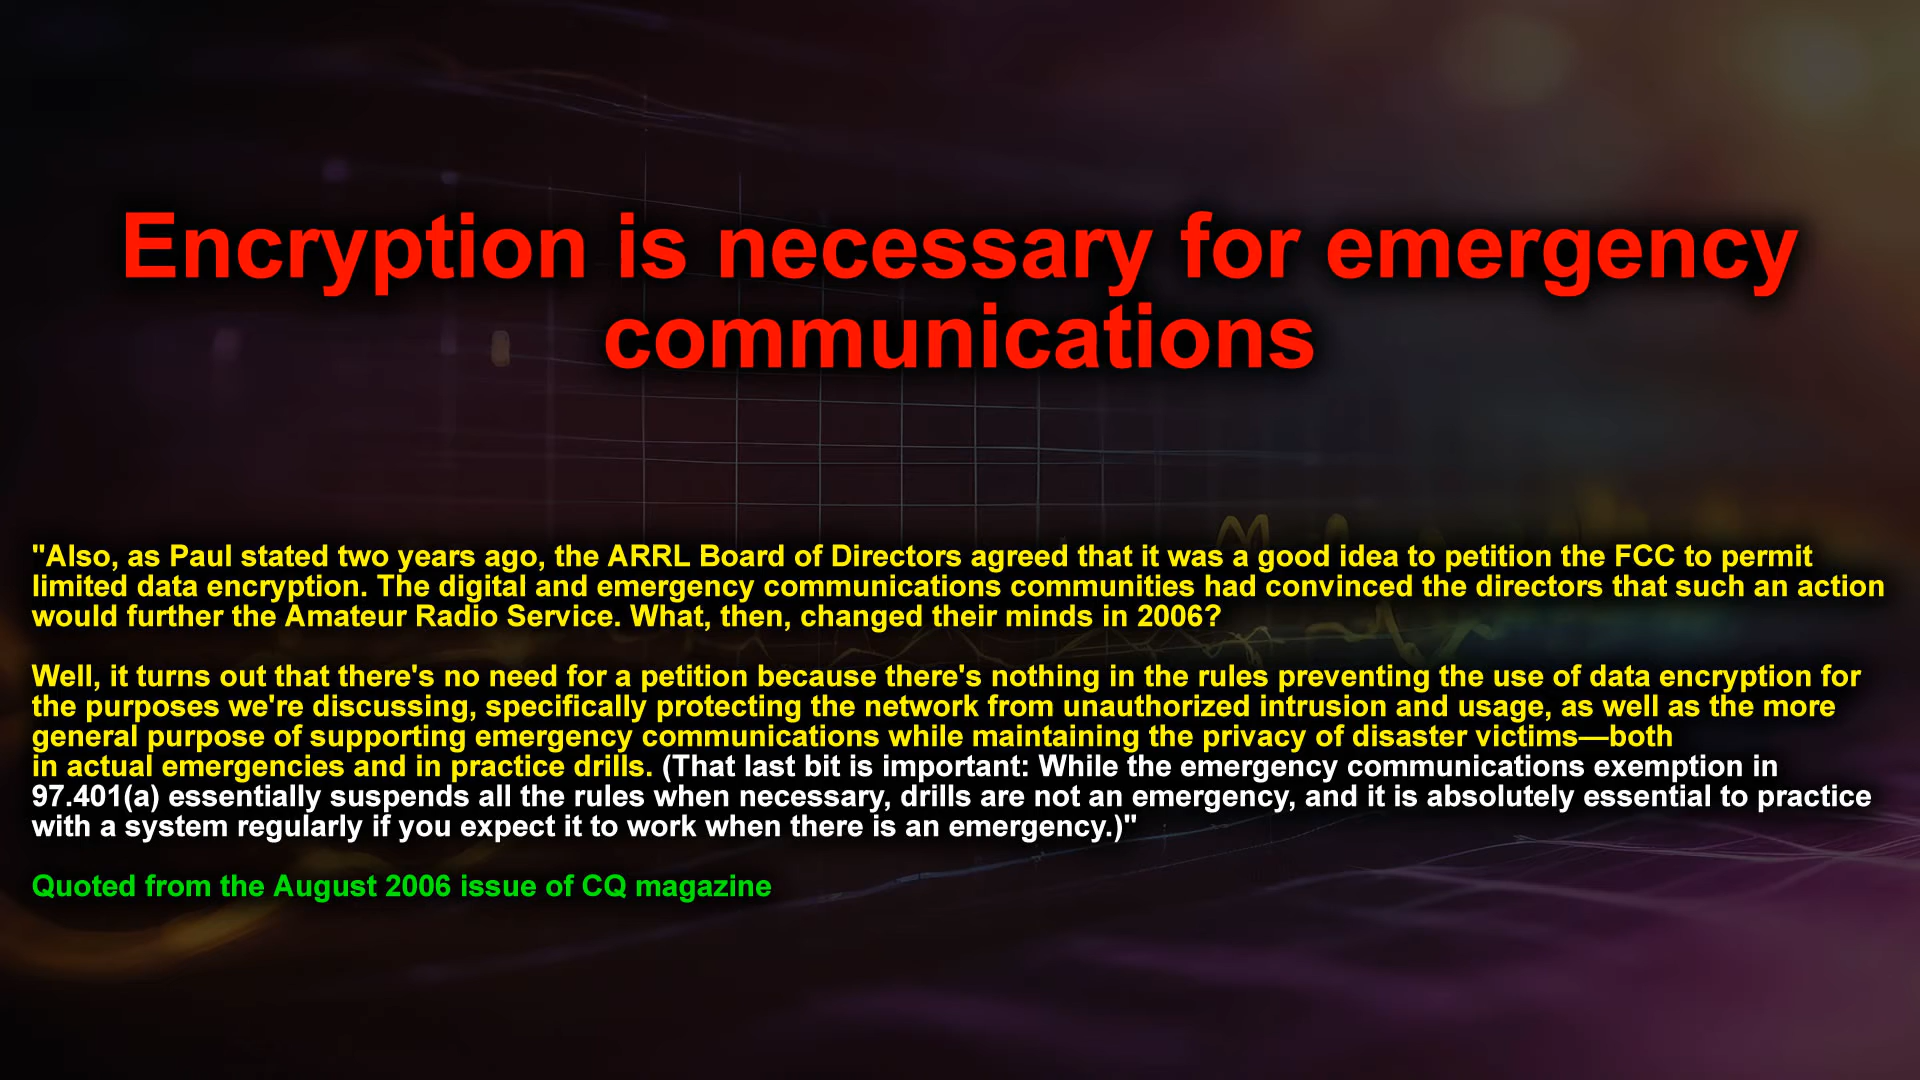 Encryption is necessary for emergency
communications
"Also, as Paul stated two years ago, the ARRL Board of Directors agreed that it was a good idea to petition the FCC to permit
limited data encryption. The digital and emergency communications communities had convinced the directors that such an action
would further the Amateur Radio Service. What, then, changed their minds in 2006?
Well, it turns out that there's no need for a petition because there's nothing in the rules preventing the use of data encryption for
the purposes we're discussing, specifically protecting the network from unauthorized intrusion and usage, as well as the more
general purpose of supporting emergency communications while maintaining the privacy of disaster victims—both
in actual emergencies and in practice drills. (That last bit is important: While the emergency communications exemption in
97.401(a) essentially suspends all the rules when necessary, drills are not an emergency, and it is absolutely essential to practice
with a system regularly if you expect it to work when there is an emergency.)"
Quoted from the August 2006 issue of CQ magazine